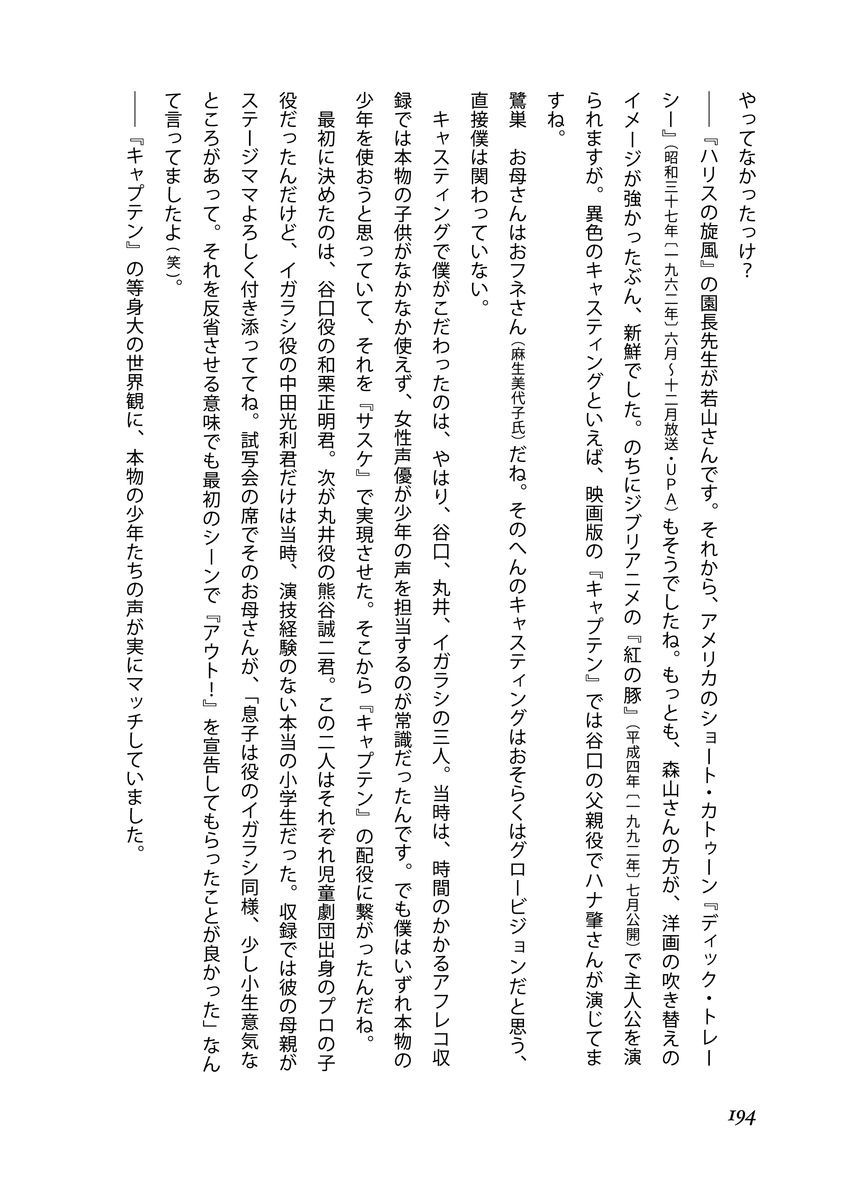 やってなかったっけ？
――『ハリスの旋風』の園長先生が若山さんです。それから、アメリカのショート・カトゥーン『ディック・トレー
シー』（昭和三十七年〔一九六二年〕六月～十二月放送・ＵＰＡ）もそうでしたね。もっとも、森山さんの方が、洋画の吹き替えの
イメージが強かったぶん、新鮮でした。のちにジブリアニメの『紅の豚』（平成四年〔一九九二年〕七月公開）で主人公を演
られますが。異色のキャスティングといえば、映画版の『キャプテン』では谷口の父親役でハナ肇さんが演じてま
すね。
鷺巣　お母さんはおフネさん（麻生美代子氏）だね。そのへんのキャスティングはおそらくはグロービジョンだと思う、
直接僕は関わっていない。
　キャスティングで僕がこだわったのは、やはり、谷口、丸井、イガラシの三人。当時は、時間のかかるアフレコ収
録では本物の子供がなかなか使えず、女性声優が少年の声を担当するのが常識だったんです。でも僕はいずれ本物の
少年を使おうと思っていて、それを『サスケ』で実現させた。そこから『キャプテン』の配役に繋がったんだね。
　最初に決めたのは、谷口役の和栗正明君。次が丸井役の熊谷誠二君。この二人はそれぞれ児童劇団出身のプロの子
役だったんだけど、イガラシ役の中田光利君だけは当時、演技経験のない本当の小学生だった。収録では彼の母親が
ステージママよろしく付き添っててね。試写会の席でそのお母さんが、「息子は役のイガラシ同様、少し小生意気な
ところがあって。それを反省させる意味でも最初のシーンで『アウト！』を宣告してもらったことが良かった」なん
て言ってましたよ（笑）。
――『キャプテン』の等身大の世界観に、本物の少年たちの声が実にマッチしていました。
194